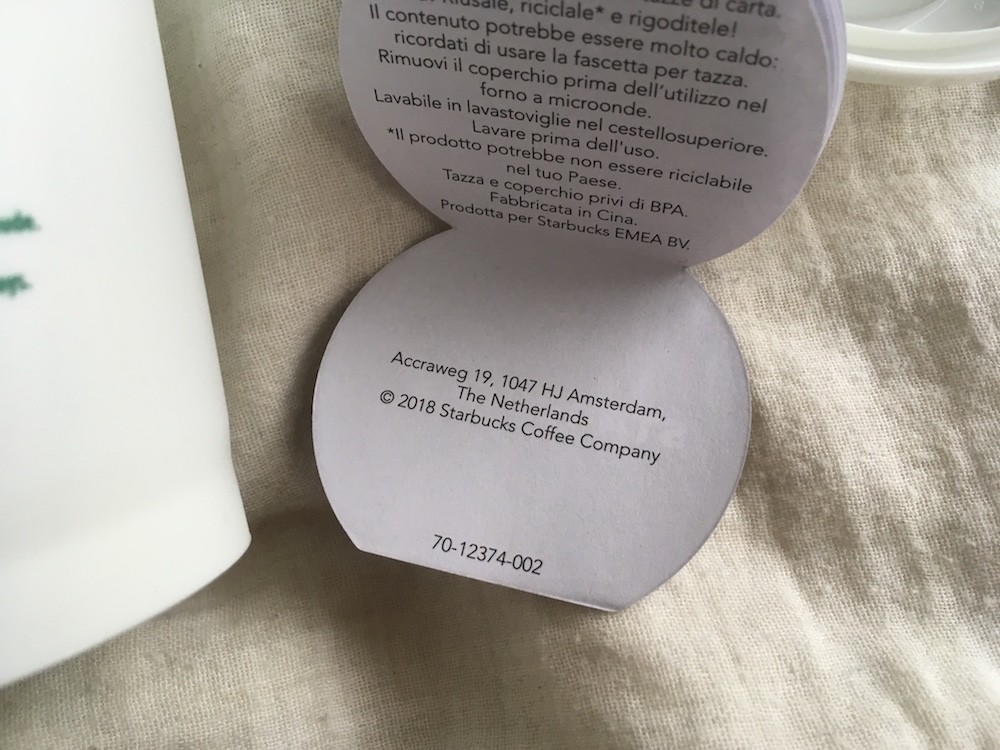 tazze di carta.
Riusale, riciclale* e rigoditele!
Il contenuto potrebbe essere molto caldo:
ricordati di usare la fascetta per tazza.
Rimuovi il coperchio prima dell'utilizzo nel
forno a microonde.
Lavabile in lavastoviglie nel cestellosuperiore.
Lavare prima dell'uso.
*Il prodotto potrebbe non essere riciclabile
nel tuo Paese.
Tazza e coperchio privi di BPA.
Fabbricata in Cina.
Prodotta per Starbucks EMEA BV.
Accraweg 19, 1047 HJ Amsterdam,
The Netherlands
© 2018 Starbucks Coffee Company
70-12374-002